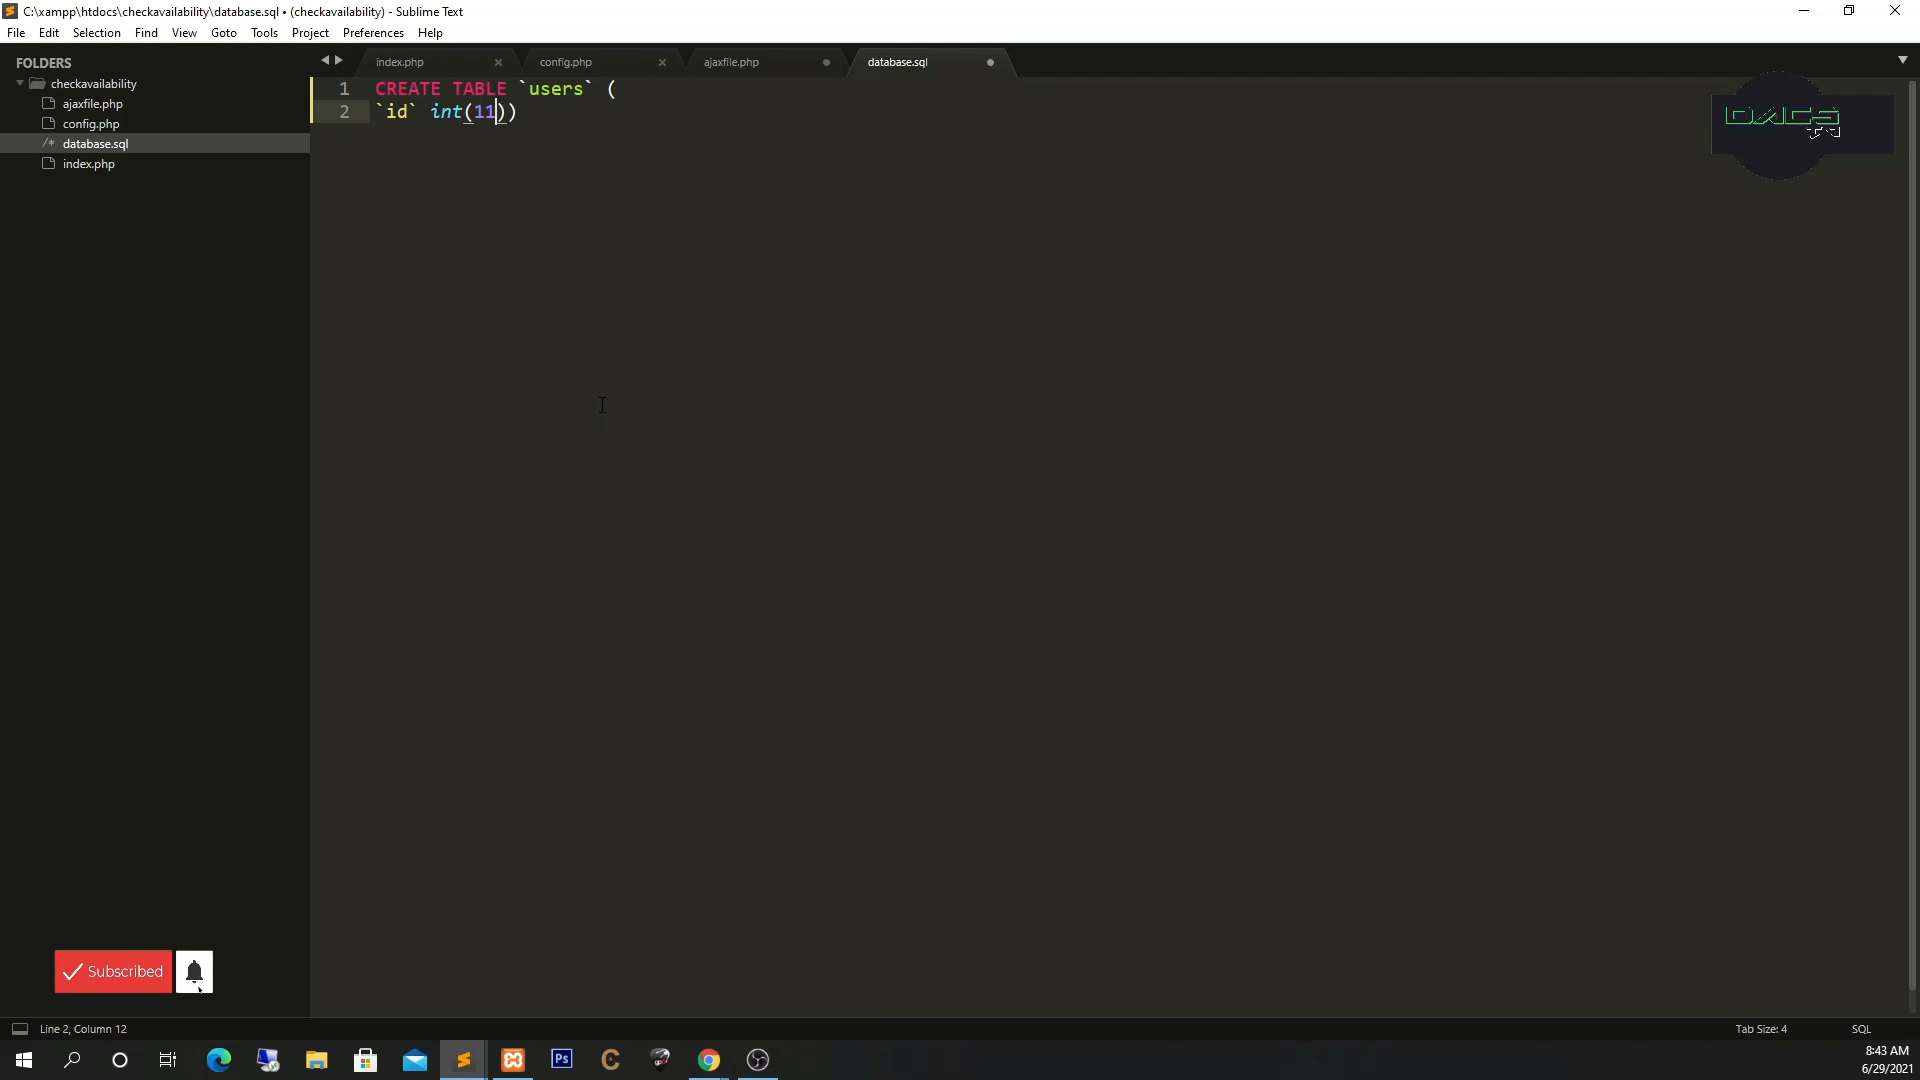 C:\xampp\htdocs\checkavailability\database.sql • (checkavailability) - Sublime Text
File Edit Selection Find View Goto Tools Project Preferences Help
FOLDERS
checkavailability
ajaxfile.php
config.php
/* database.sql
index.php
index.php × config.php × ajaxfile.php database.sql
1 CREATE TABLE `users` (
2 `id` int(11))
Subscribed
Line 2, Column 12
Tab Size: 4 SQL
Ps
8:43 AM
6/29/2021